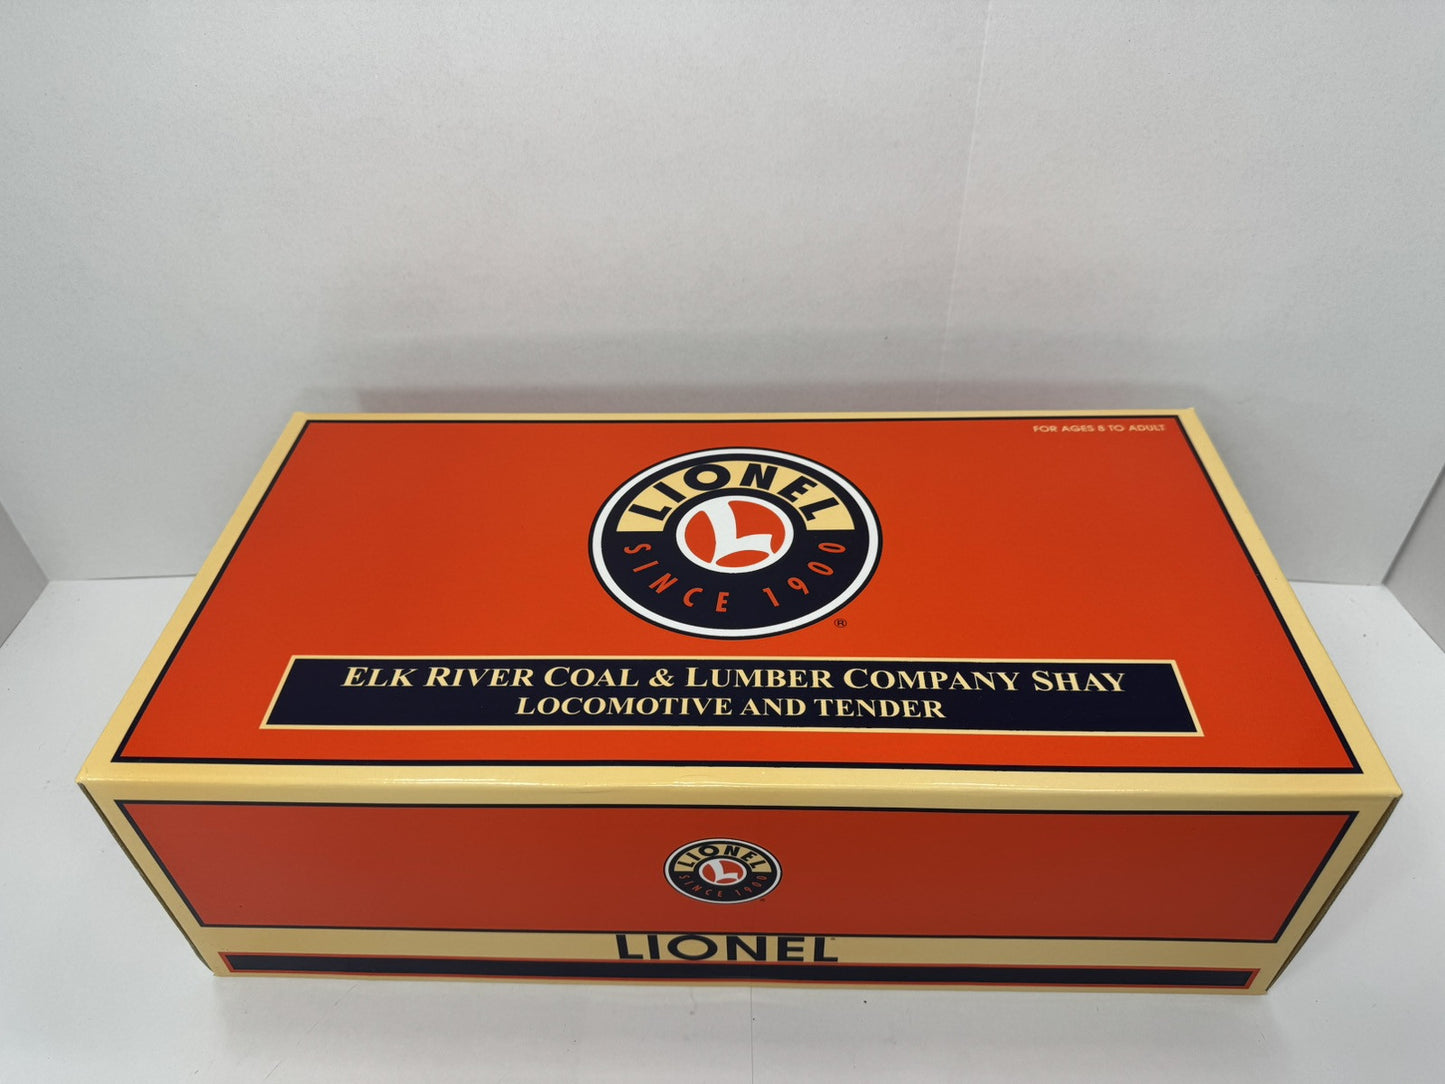 FOR AGES 8 TO ADULT
LIONEL
L
SINCE 1900
®
ELK RIVER COAL & LUMBER COMPANY SHAY
LOCOMOTIVE AND TENDER
LIONEL
L
SINCE 1900
LIONEL